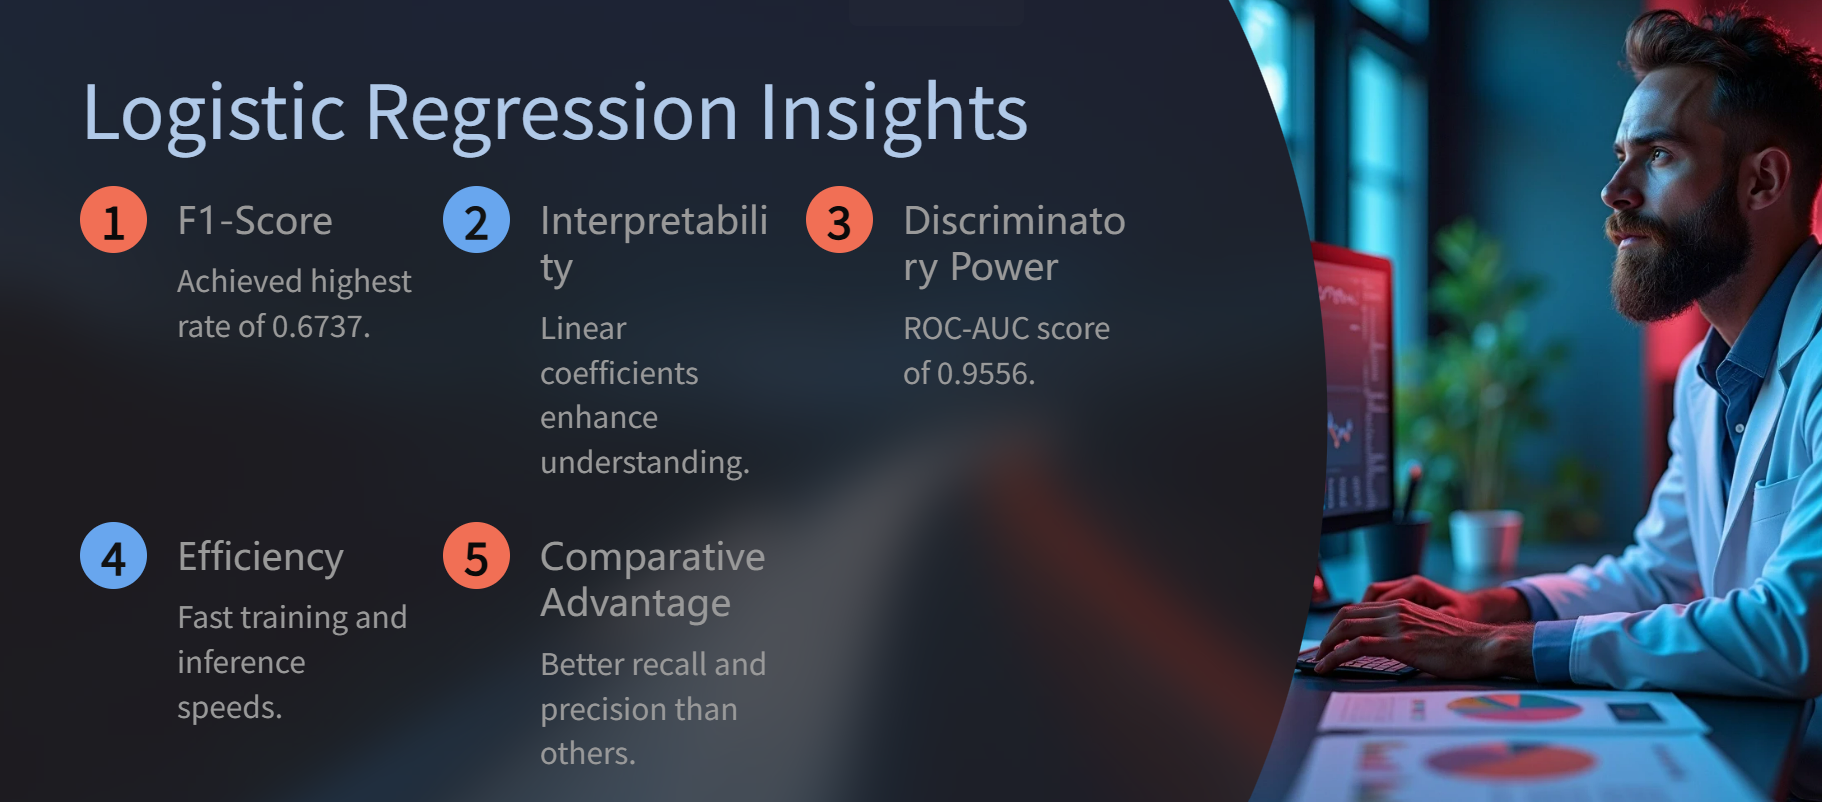 Logistic Regression Insights
1
F1-Score
Achieved highest
rate of 0.6737.
2
Interpretabili
ty
Linear
coefficients
enhance
understanding.
3
Discriminato
ry Power
ROC-AUC score
of 0.9556.
4
Efficiency
Fast training and
inference
speeds.
5
Comparative
Advantage
Better recall and
precision than
others.